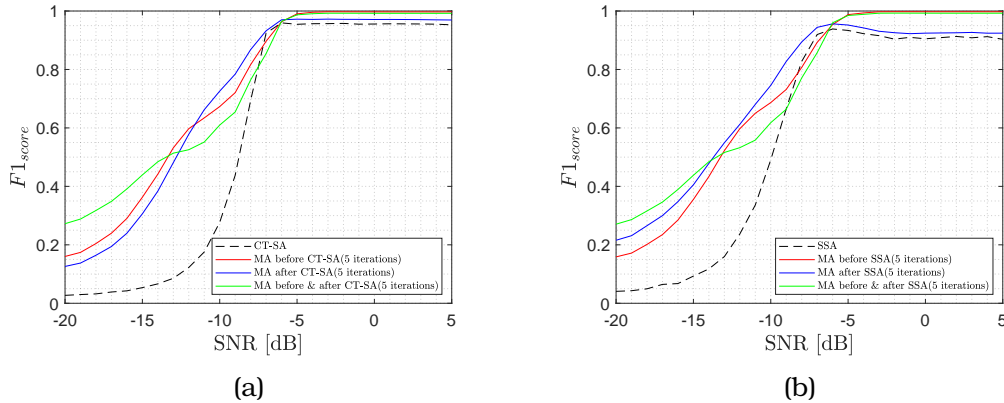 1
0.8
0.6
0.4
0.2
0
F1score
CT-SA
MA before CT-SA(5 iterations)
MA after CT-SA(5 iterations)
MA before & after CT-SA(5 iterations)
-20 -15 -10 -5 0 5
SNR [dB]
(a)
1
0.8
0.6
0.4
0.2
0
F1score
SSA
MA before SSA(5 iterations)
MA after SSA(5 iterations)
MA before & after SSA(5 iterations)
-20 -15 -10 -5 0 5
SNR [dB]
(b)